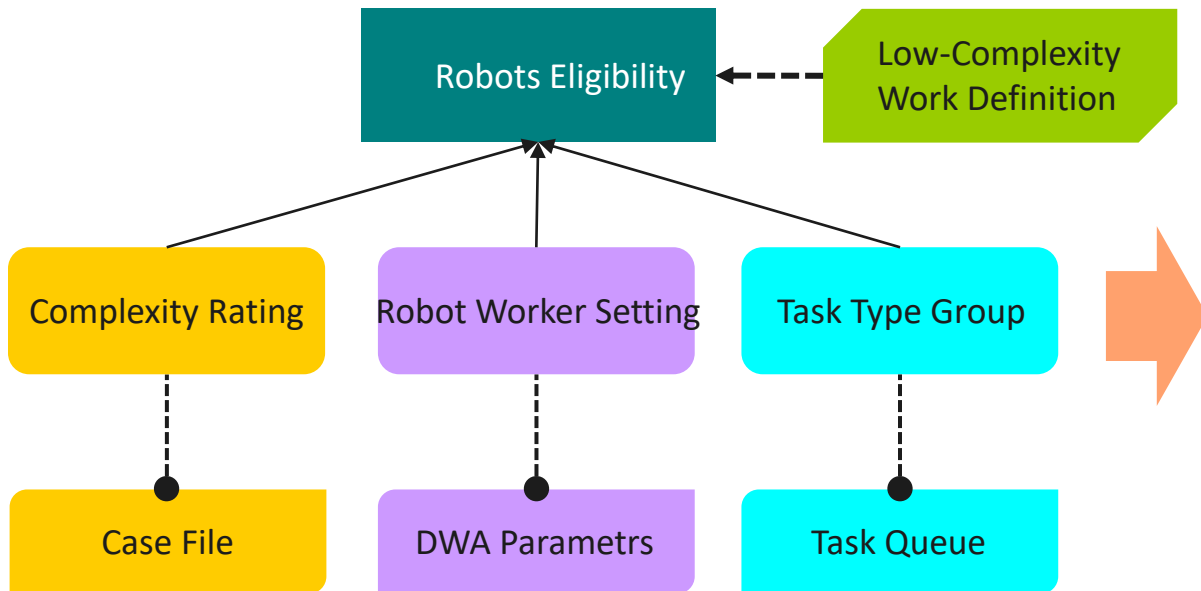 Robots Eligibility
Low-Complexity
Work Definition
Complexity Rating
Robot Worker Setting
Task Type Group
Case File
DWA Parametrs
Task Queue